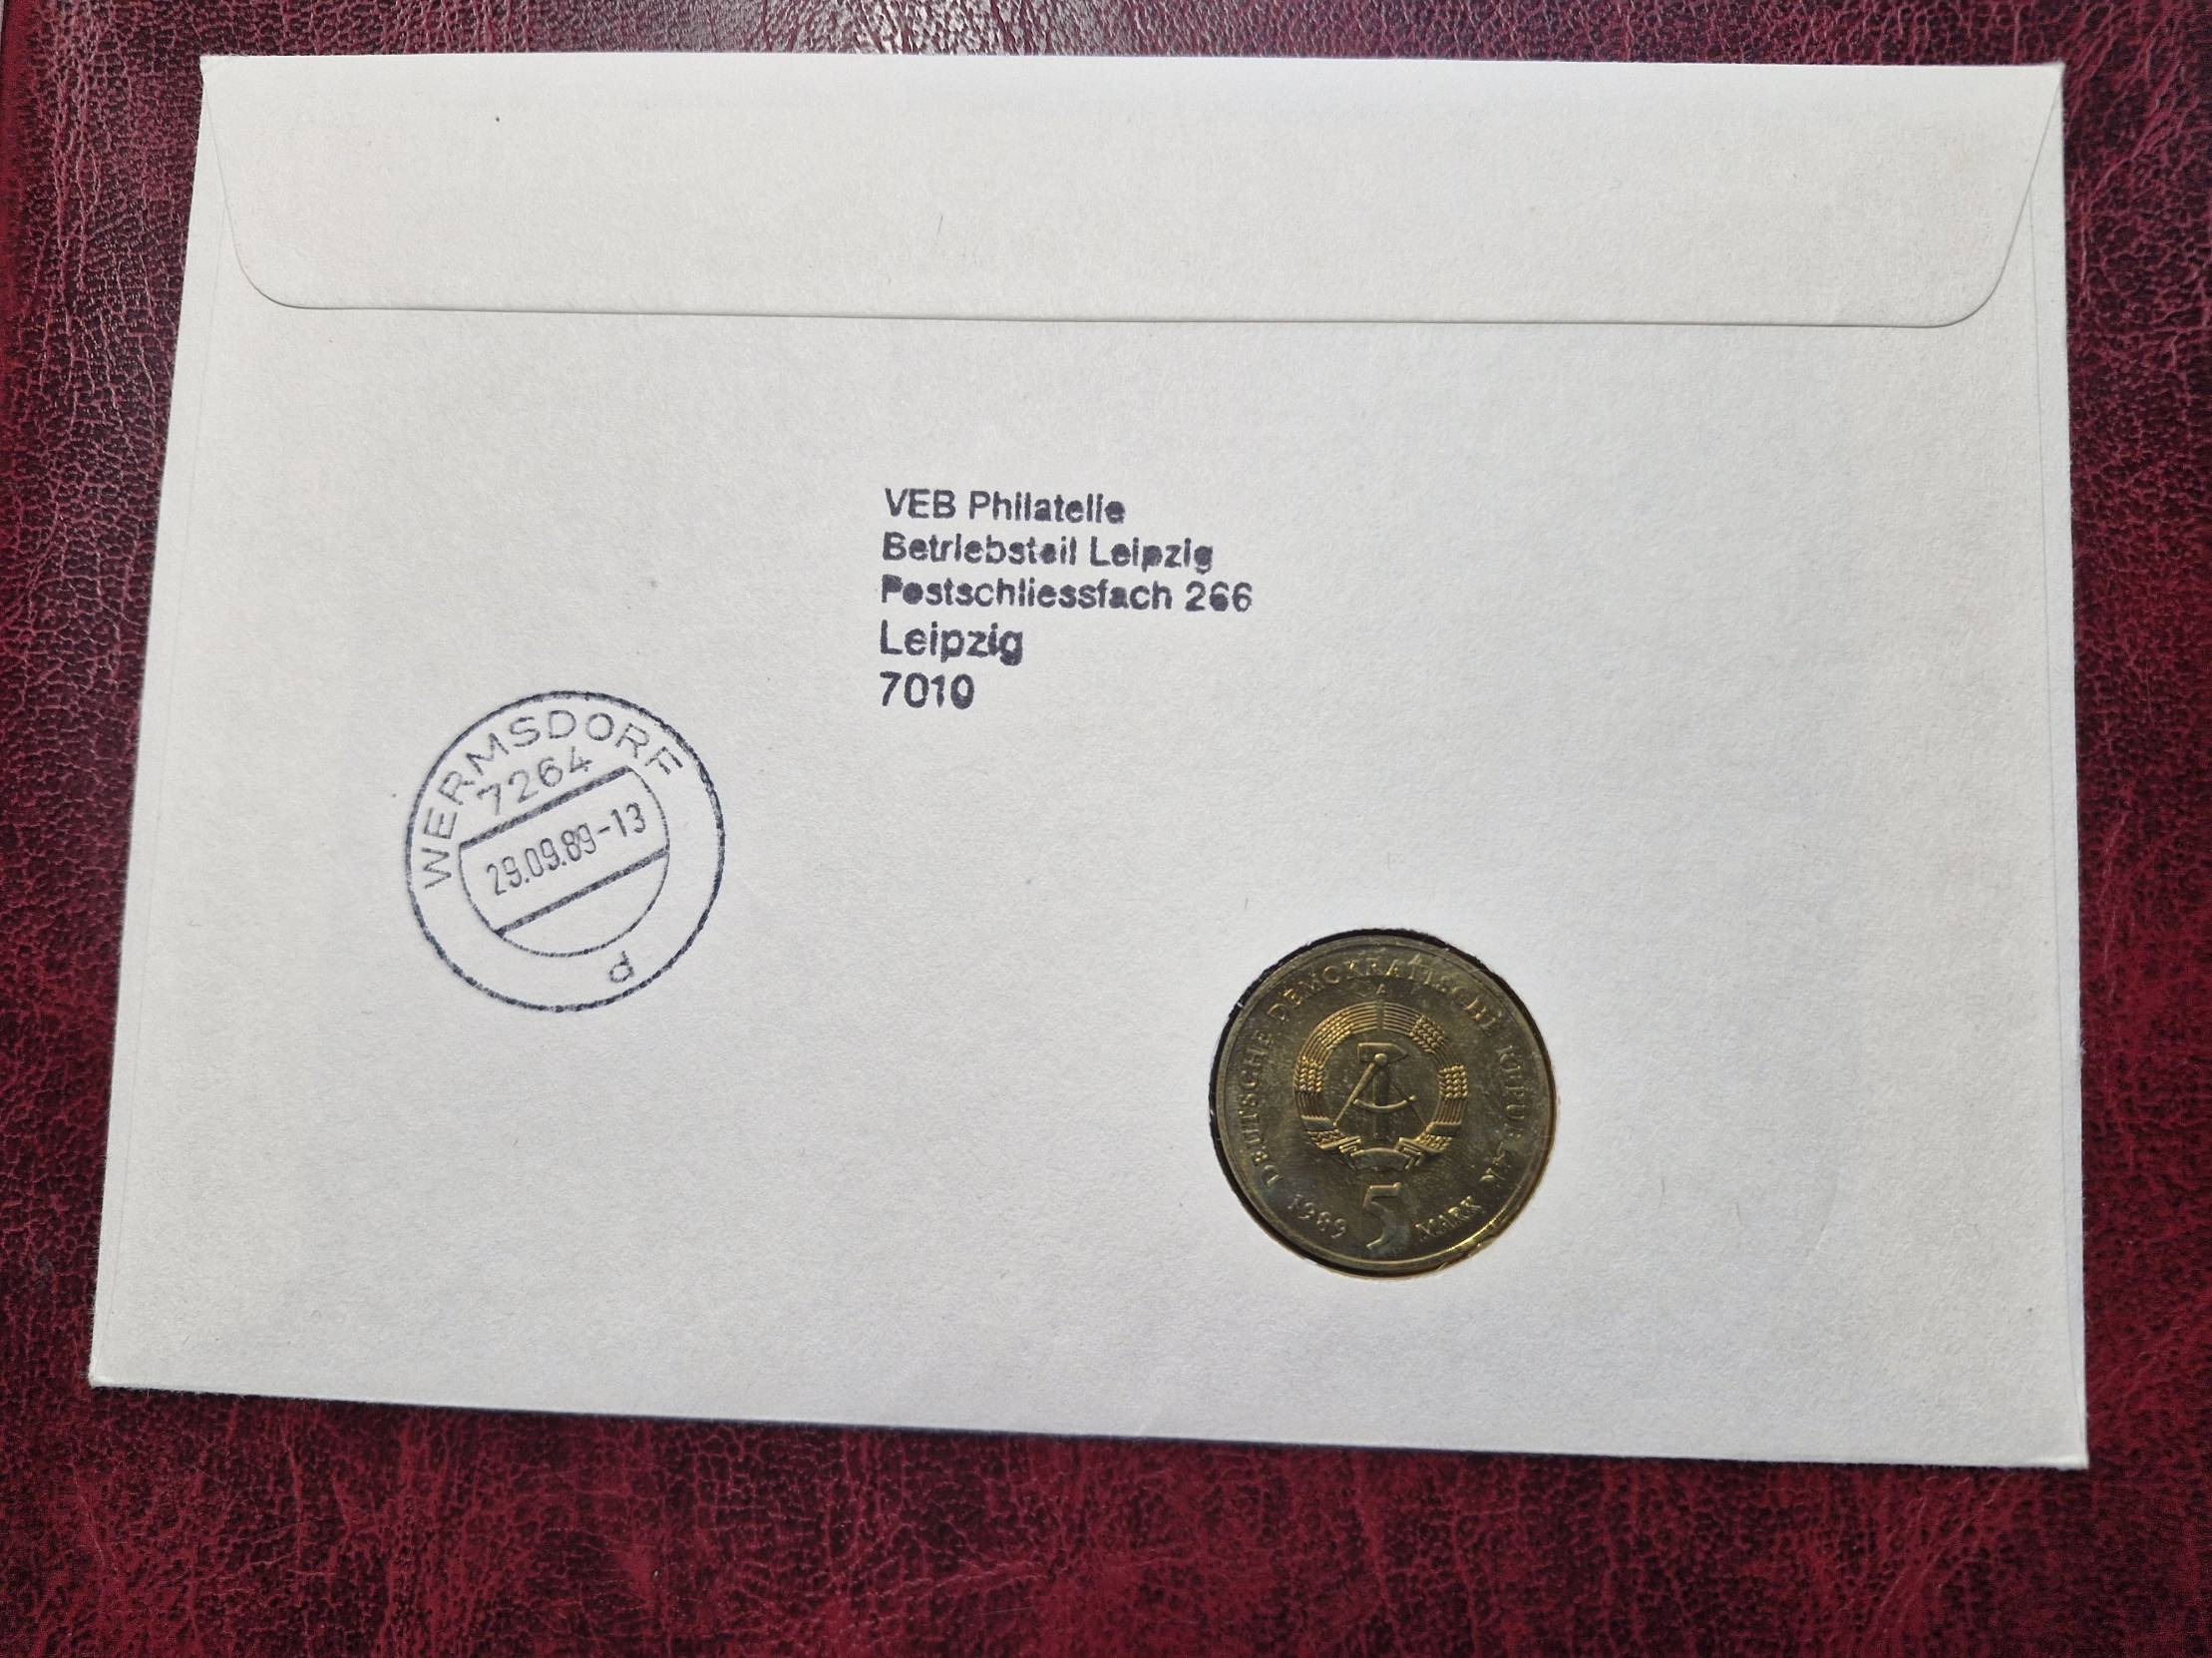 VEB Philatelie
Betriebsteil Leipzig
Postschliessfach 266
Leipzig
7010
WERMSDORF
7264
29.09.89-13
p
DEUTSCHE DEMOKRATISCHE REPUBLIK
A
1989 5 MARK